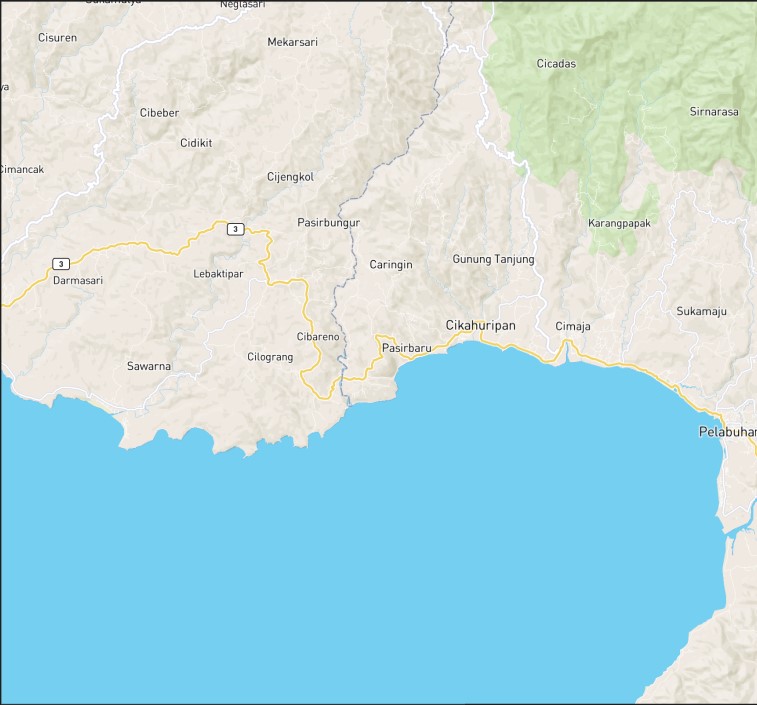 Neglasari
Cisuren
Mekarsari
Cicadas
Cibeber
Sirnarasa
Cidikit
Cimancak
Cijengkol
Pasirbungur
Karangpapak
3
3
Caringin
Gunung Tanjung
Darmasari
Lebaktipar
Sukamaju
Cikahuripan
Cimaja
Cibareno
Pasirbaru
Cilograng
Sawarna
Pelabuhan